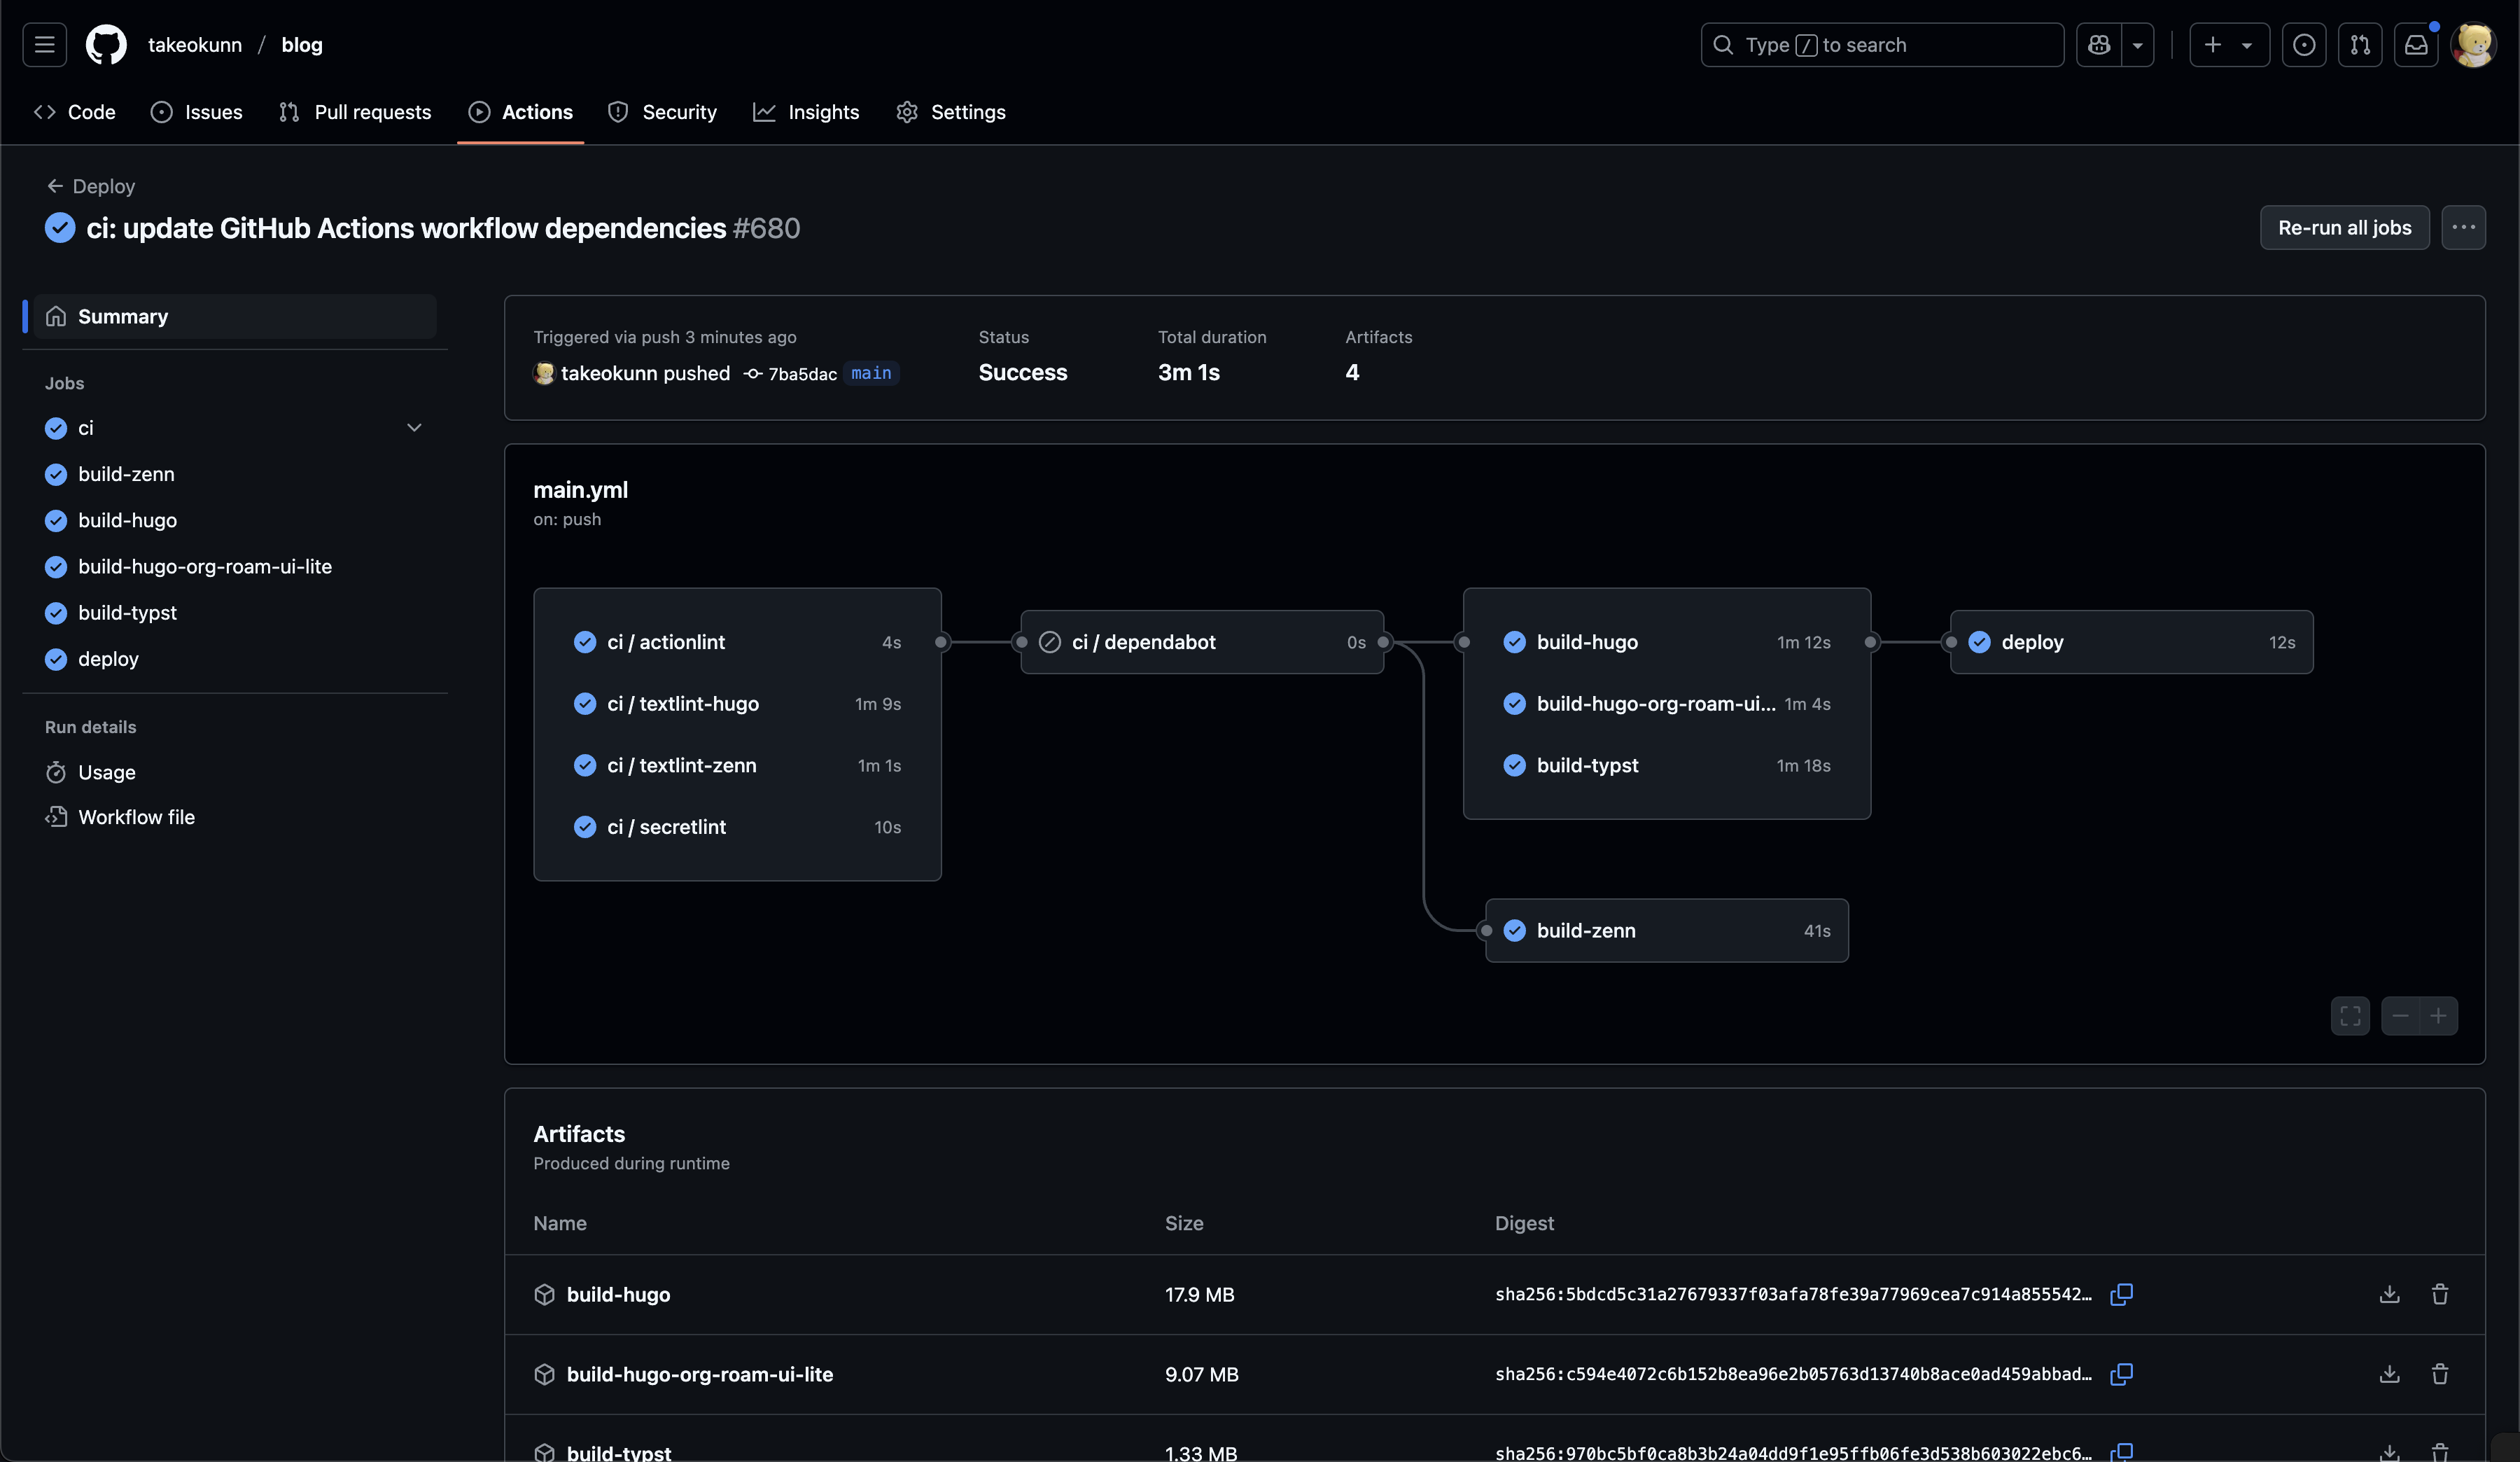 takeokunn / blog
Type / to search
Code
Issues
Pull requests
Actions
Security
Insights
Settings
Deploy
ci: update GitHub Actions workflow dependencies #680
Re-run all jobs
Summary
Jobs
ci
build-zenn
build-hugo
build-hugo-org-roam-ui-lite
build-typst
deploy
Run details
Usage
Workflow file
Triggered via push 3 minutes ago
takeokunn pushed 7ba5dac main
Status
Success
Total duration
3m 1s
Artifacts
4
main.yml
on: push
ci / actionlint 4s
ci / textlint-hugo 1m 9s
ci / textlint-zenn 1m 1s
ci / secretlint 10s
ci / dependabot 0s
build-hugo 1m 12s
build-hugo-org-roam-ui... 1m 4s
build-typst 1m 18s
build-zenn 41s
deploy 12s
Artifacts
Produced during runtime
Name Size Digest
build-hugo 17.9 MB sha256:5bdcd5c31a27679337f03afa78fe39a77969cea7c914a855542…
build-hugo-org-roam-ui-lite 9.07 MB sha256:c594e4072c6b152b8ea96e2b05763d13740b8ace0ad459abbad…
build-typst 1.33 MB sha256:970bc5bf0ca8b3b24a04dd9f1e95ffb06fe3d538b603022ebc6…